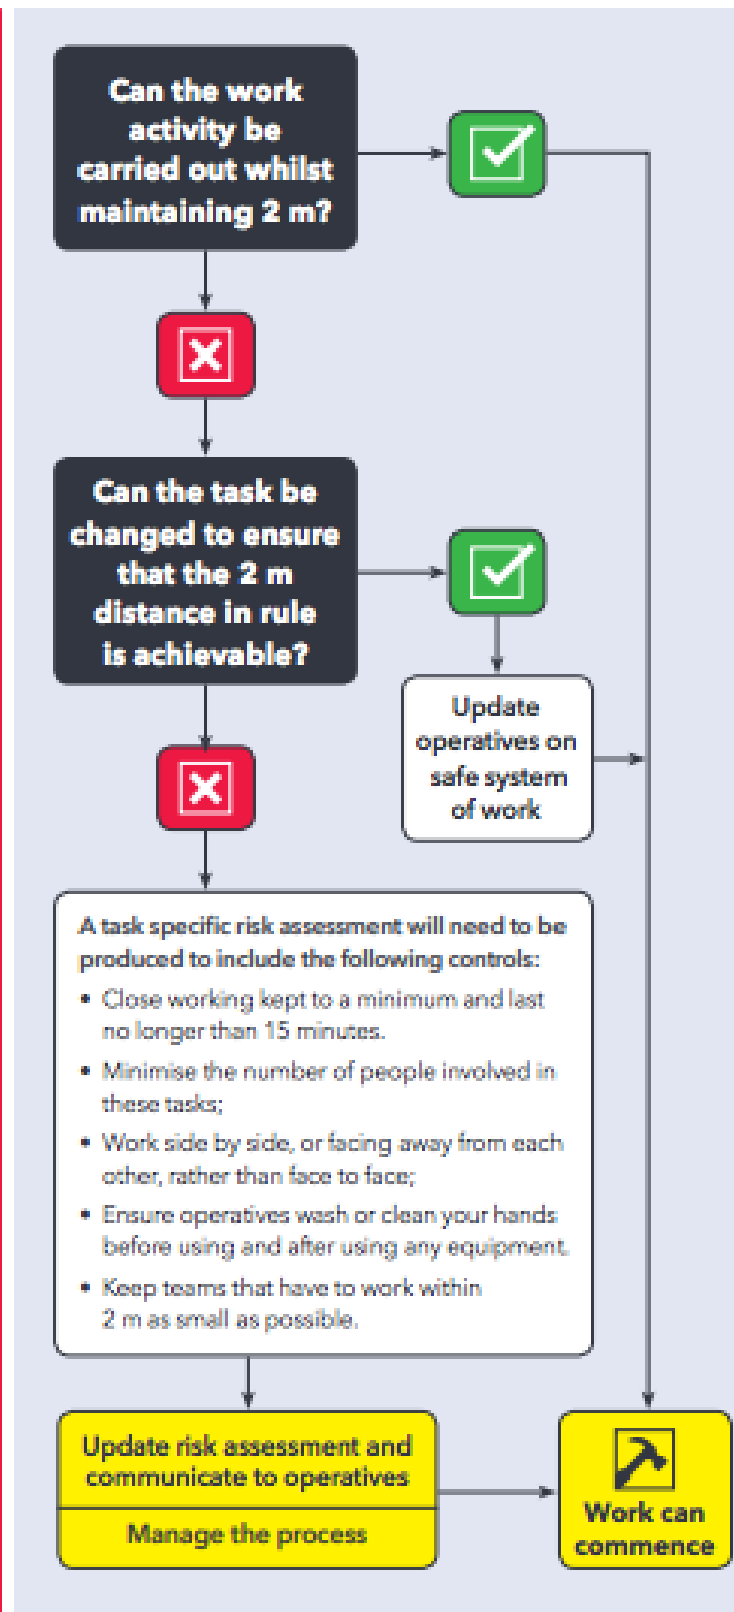 Can the work
activity be
carried out whilst
maintaining 2 m?
Can the task be
changed to ensure
that the 2 m
distance in rule
is achievable?
Update
operatives on
safe system
of work
A task specific risk assessment will need to be
produced to include the following controls:
• Close working kept to a minimum and last
no longer than 15 minutes.
• Minimise the number of people involved in
these tasks;
• Work side by side, or facing away from each
other, rather than face to face;
• Ensure operatives wash or clean your hands
before using and after using any equipment.
• Keep teams that have to work within
2 m as small as possible.
Update risk assessment and
communicate to operatives
Manage the process
Work can
commence